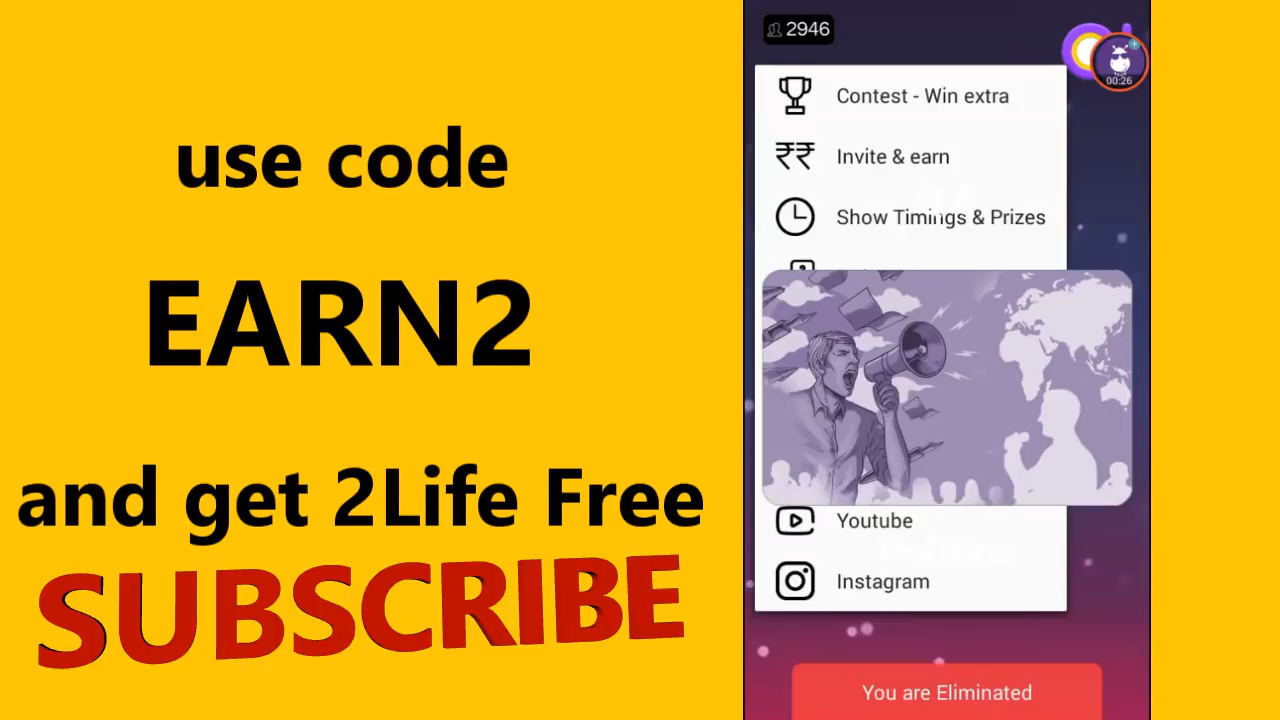 use code
EARN2
and get 2Life Free
SUBSCRIBE
2946
00:26
Contest - Win extra
Invite & earn
Show Timings & Prizes
Youtube
Instagram
You are Eliminated